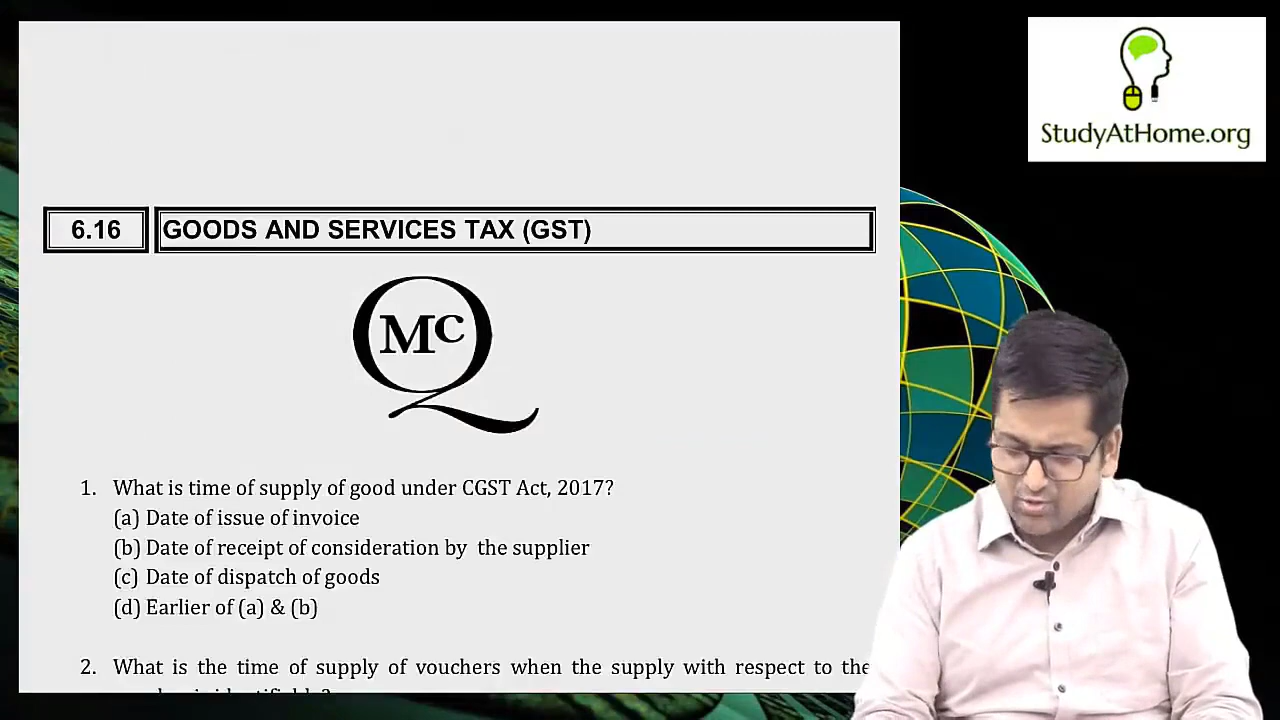 StudyAtHome.org
6.16 GOODS AND SERVICES TAX (GST)
MCQ
1. What is time of supply of good under CGST Act, 2017?
(a) Date of issue of invoice
(b) Date of receipt of consideration by the supplier
(c) Date of dispatch of goods
(d) Earlier of (a) & (b)
2. What is the time of supply of vouchers when the supply with respect to the